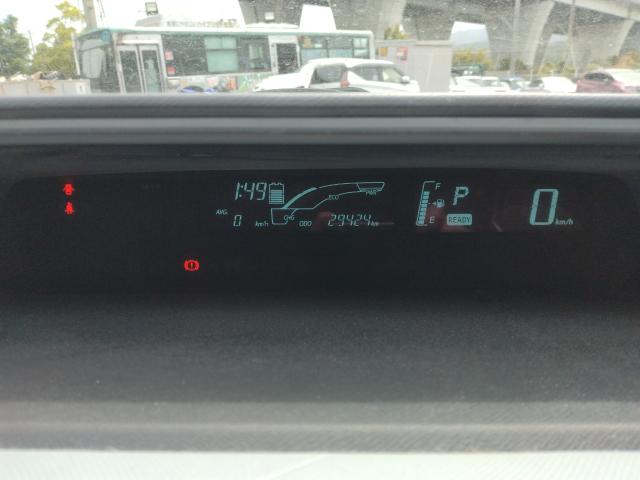 1:49
ECO
PWR
AVG.
0 km/h
CHG
ODO 29424 km
F
E
P
READY
0 km/h